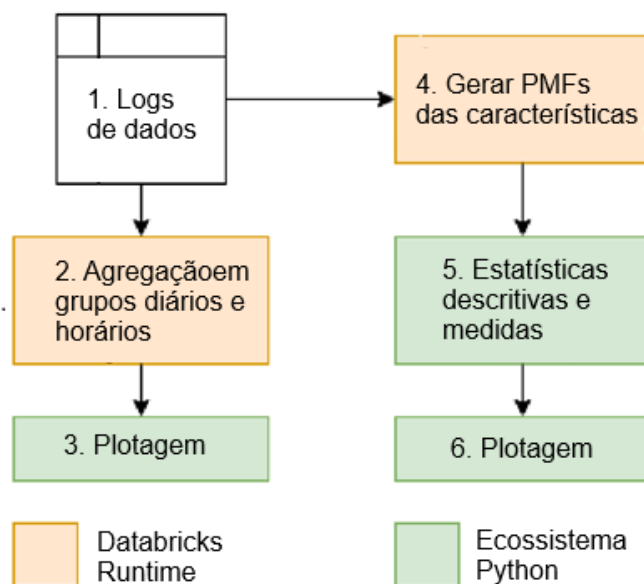 1. Logs
de dados
4. Gerar PMFs
das características
2. Agregaçãoem
grupos diários e
horários
5. Estatísticas
descritivas e
medidas
3. Plotagem
6. Plotagem
Databricks
Runtime
Ecossistema
Python